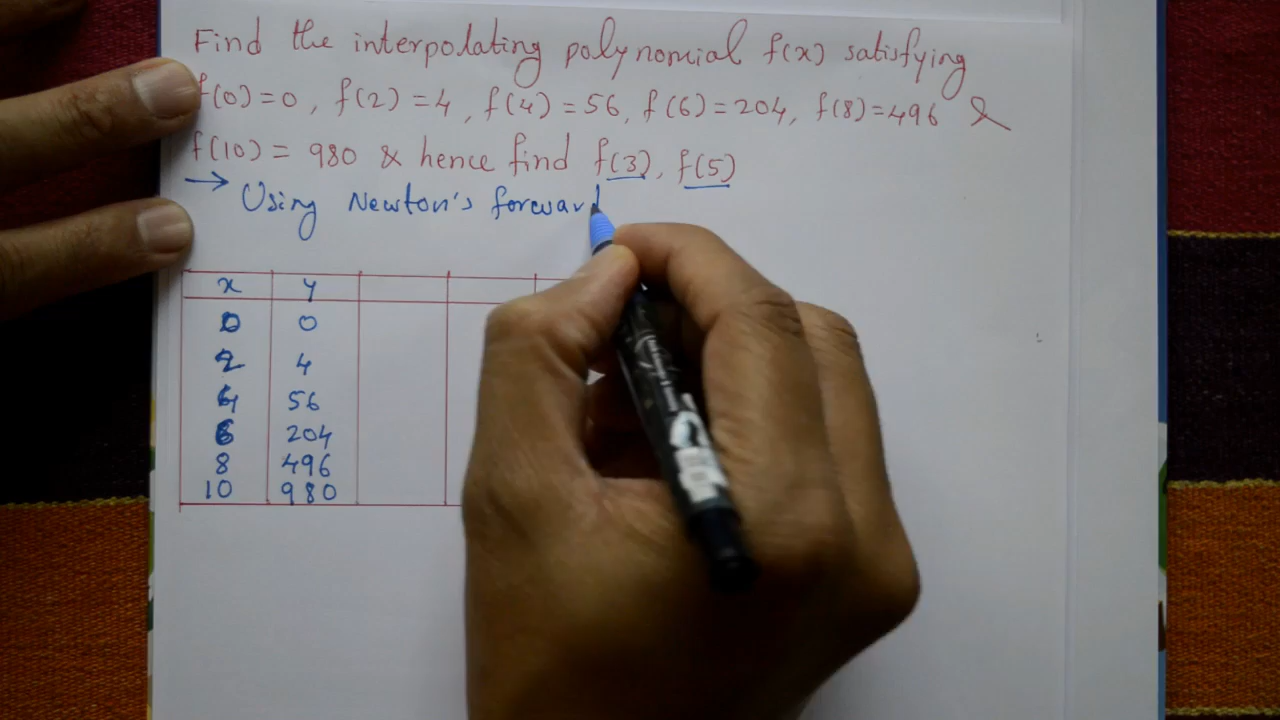 Find the interpolating polynomial f(x) satisfying
f(0)=0, f(2)=4, f(4)=56, f(6)=204, f(8)=496 &
f(10)=980 & hence find f(3), f(5)
→ Using Newton's forward
x y
0 0
2 4
4 56
6 204
8 496
10 980